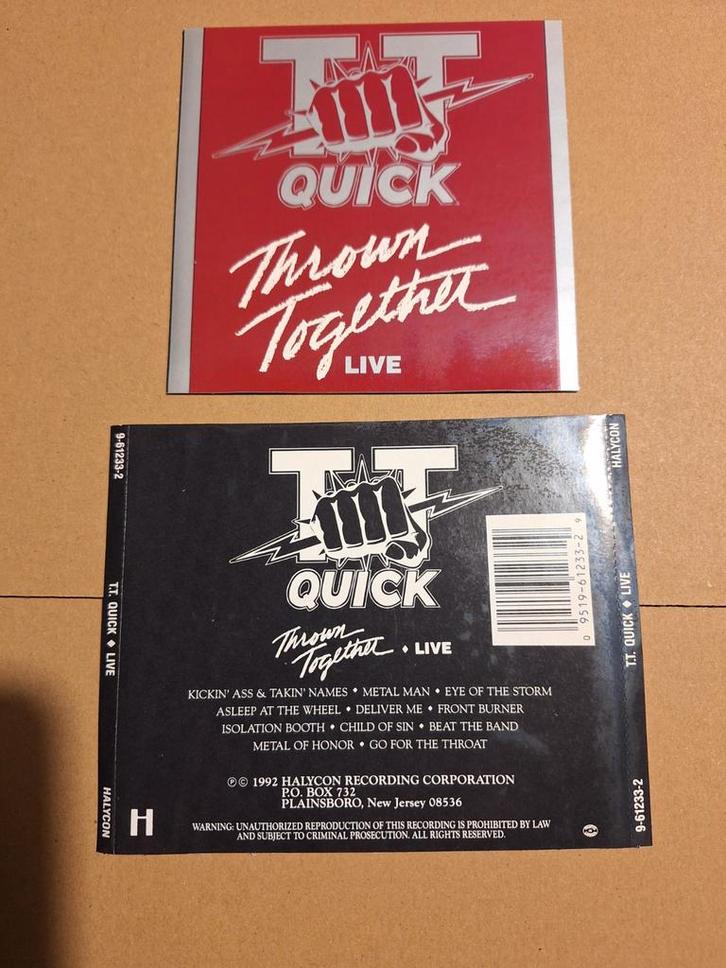 T.T.
QUICK
Thrown
Together
LIVE
9-61233-2
T.T. QUICK ♦ LIVE
HALYCON
T.T.
QUICK
Thrown
Together ♦ LIVE
KICKIN' ASS & TAKIN' NAMES • METAL MAN • EYE OF THE STORM
ASLEEP AT THE WHEEL • DELIVER ME • FRONT BURNER
ISOLATION BOOTH • CHILD OF SIN • BEAT THE BAND
METAL OF HONOR • GO FOR THE THROAT
℗ © 1992 HALYCON RECORDING CORPORATION
P.O. BOX 732
PLAINSBORO, New Jersey 08536
WARNING: UNAUTHORIZED REPRODUCTION OF THIS RECORDING IS PROHIBITED BY LAW
AND SUBJECT TO CRIMINAL PROSECUTION. ALL RIGHTS RESERVED.
H
0 9519-61233-2 9
HALYCON
T.T. QUICK ♦ LIVE
9-61233-2